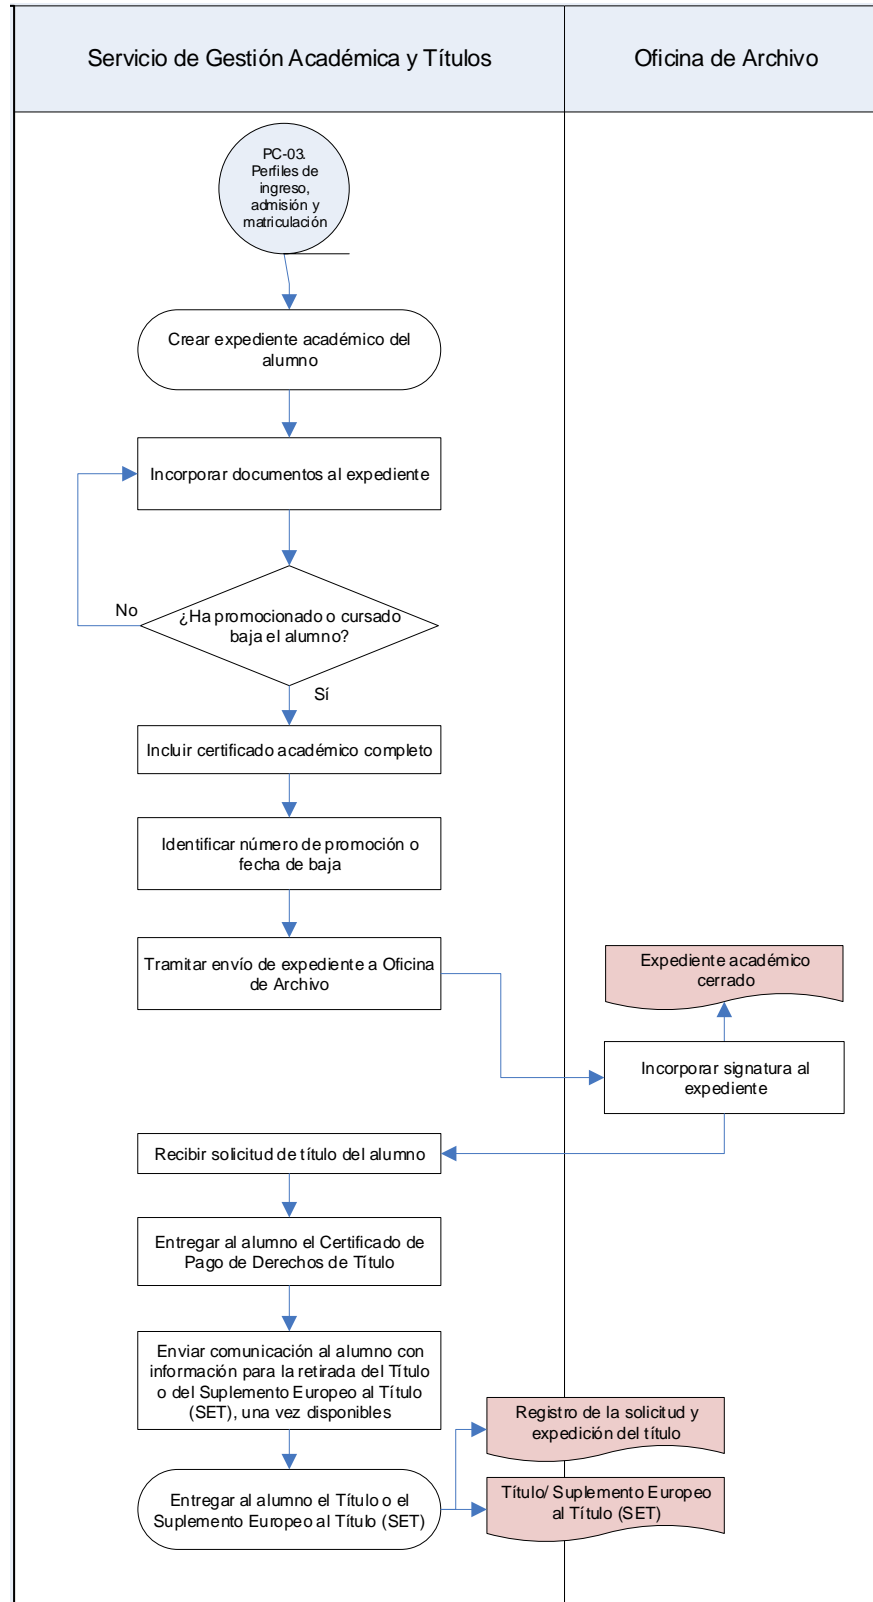 Servicio de Gestión Académica y Títulos
Oficina de Archivo
PC-03.
Perfiles de
ingreso,
admisión y
matriculación
Crear expediente académico del
alumno
Incorporar documentos al expediente
No
¿Ha promocionado o cursado
baja el alumno?
Sí
Incluir certificado académico completo
Identificar número de promoción o
fecha de baja
Tramitar envío de expediente a Oficina
de Archivo
Expediente académico
cerrado
Incorporar signatura al
expediente
Recibir solicitud de título del alumno
Entregar al alumno el Certificado de
Pago de Derechos de Título
Enviar comunicación al alumno con
información para la retirada del Título
o del Suplemento Europeo al Título
(SET), una vez disponibles
Registro de la solicitud y
expedición del título
Entregar al alumno el Título o el
Suplemento Europeo al Título (SET)
Título/ Suplemento Europeo
al Título (SET)